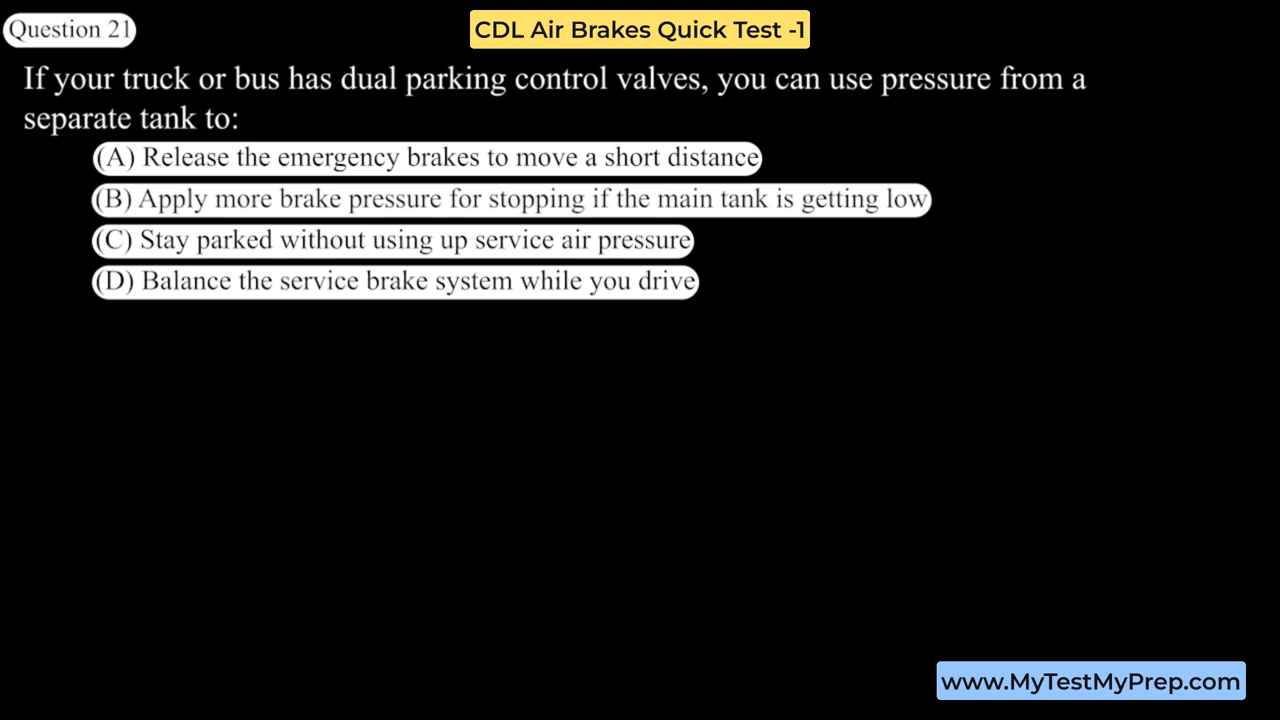 Question 21
CDL Air Brakes Quick Test -1
If your truck or bus has dual parking control valves, you can use pressure from a
separate tank to:
(A) Release the emergency brakes to move a short distance
(B) Apply more brake pressure for stopping if the main tank is getting low
(C) Stay parked without using up service air pressure
(D) Balance the service brake system while you drive
www.MyTestMyPrep.com